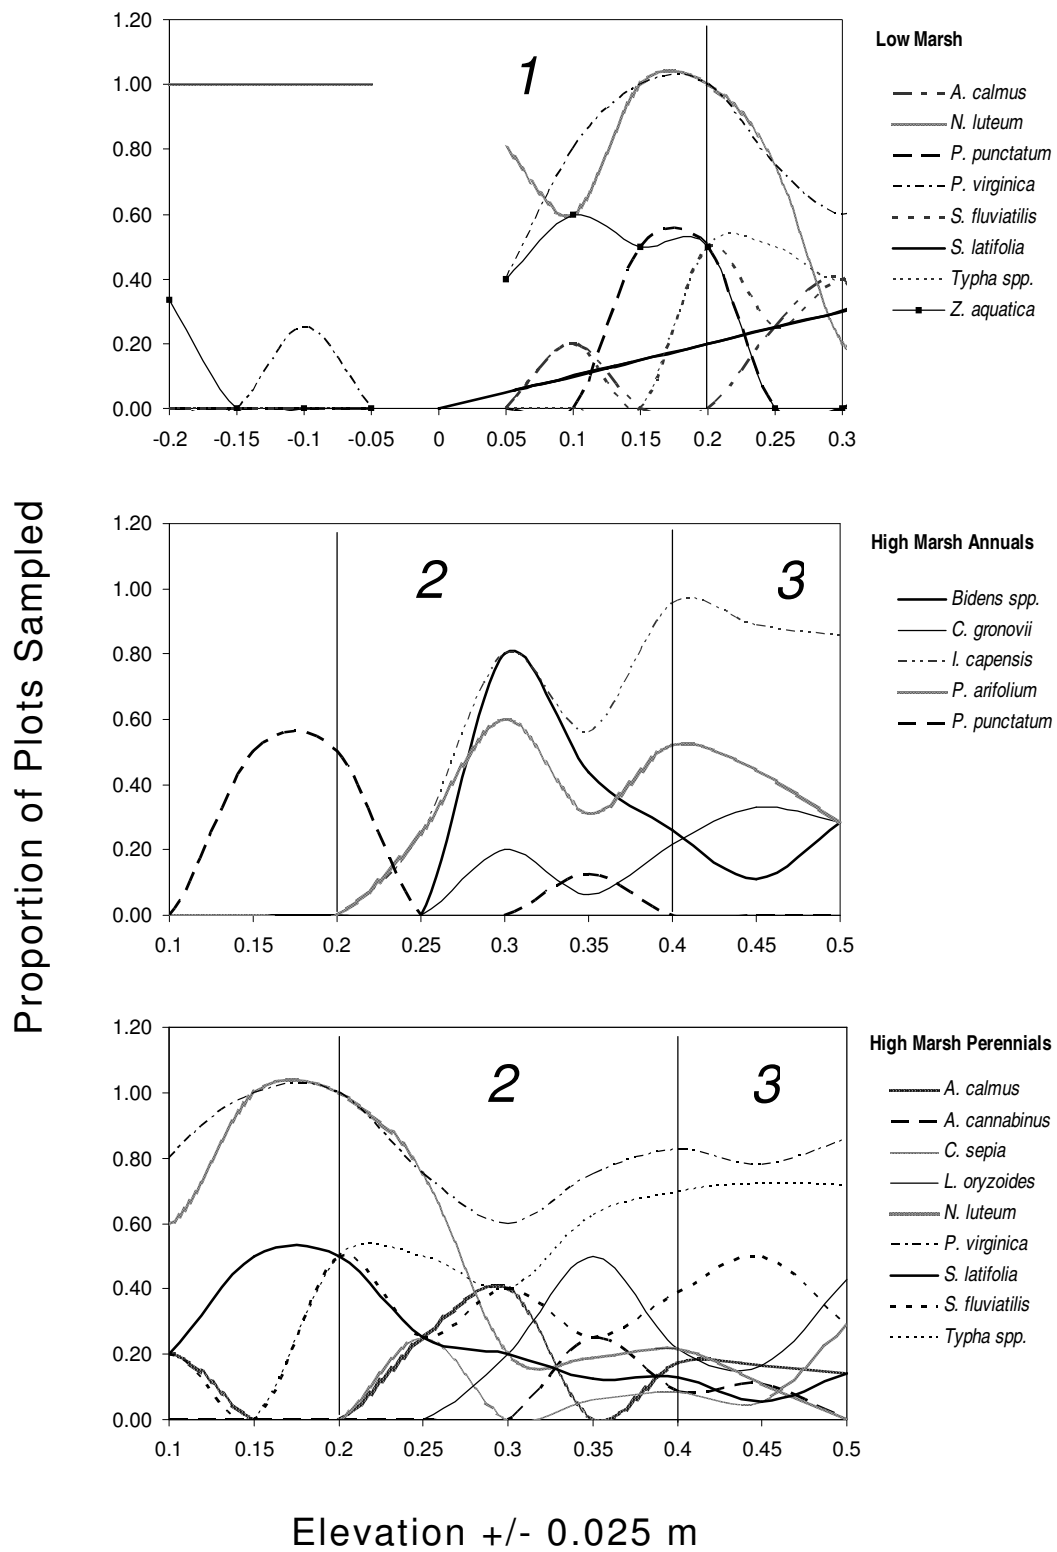 Proportion of Plots Sampled
1.20
1.00
0.80
0.60
0.40
0.20
0.00
-0.2 -0.15 -0.1 -0.05 0 0.05 0.1 0.15 0.2 0.25 0.3
1
Low Marsh
A. calmus
N. luteum
P. punctatum
P. virginica
S. fluviatilis
S. latifolia
Typha spp.
Z. aquatica
1.20
1.00
0.80
0.60
0.40
0.20
0.00
0.1 0.15 0.2 0.25 0.3 0.35 0.4 0.45 0.5
2 3
High Marsh Annuals
Bidens spp.
C. gronovii
I. capensis
P. arifolium
P. punctatum
1.20
1.00
0.80
0.60
0.40
0.20
0.00
0.1 0.15 0.2 0.25 0.3 0.35 0.4 0.45 0.5
2 3
High Marsh Perennials
A. calmus
A. cannabinus
C. sepia
L. oryzoides
N. luteum
P. virginica
S. latifolia
S. fluviatilis
Typha spp.
Elevation +/- 0.025 m